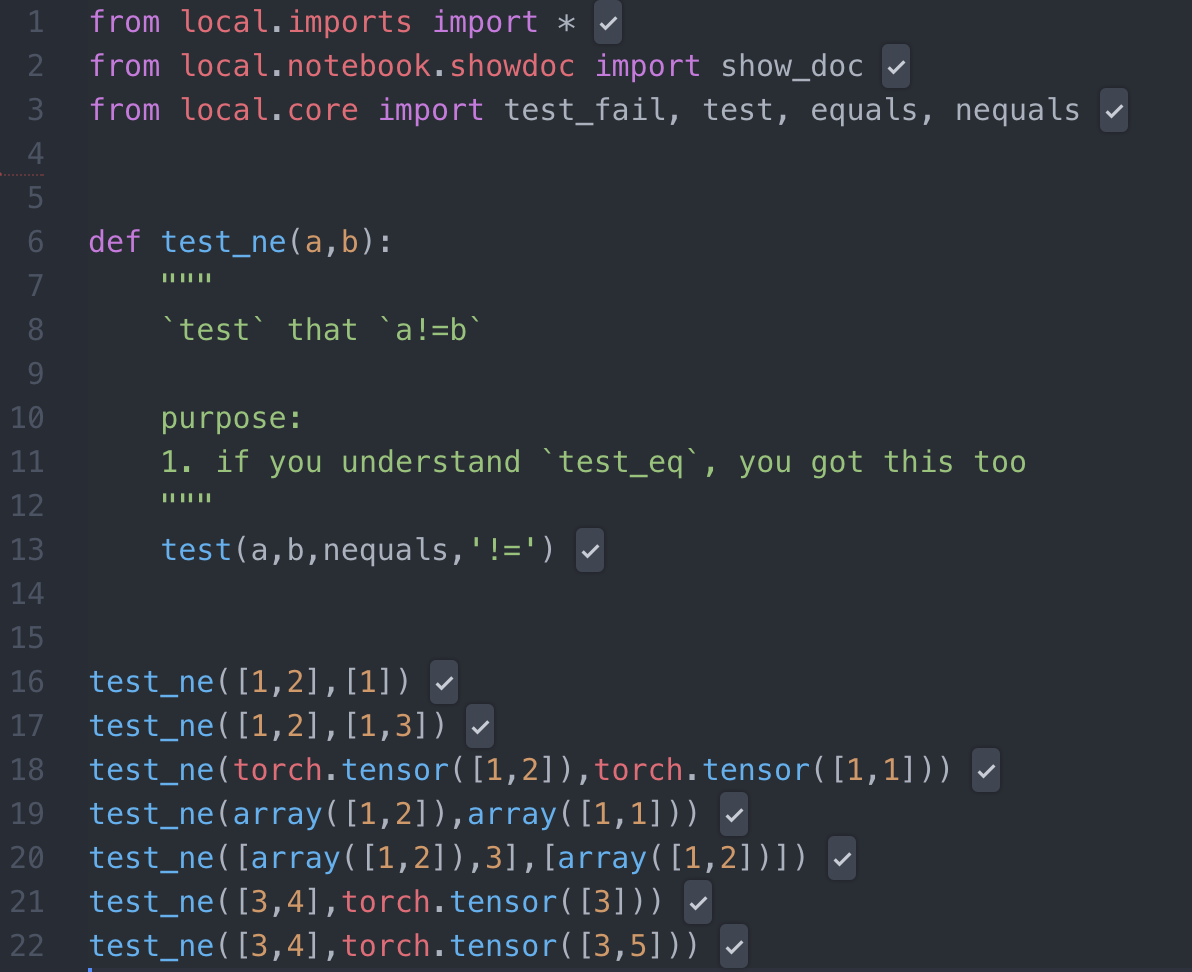 1 from local.imports import * ✓
2 from local.notebook.showdoc import show_doc ✓
3 from local.core import test_fail, test, equals, nequals ✓
4
5
6 def test_ne(a,b):
7     """
8     `test` that `a!=b`
9
10     purpose:
11     1. if you understand `test_eq`, you got this too
12     """
13     test(a,b,nequals,'!=') ✓
14
15
16 test_ne([1,2],[1]) ✓
17 test_ne([1,2],[1,3]) ✓
18 test_ne(torch.tensor([1,2]),torch.tensor([1,1])) ✓
19 test_ne(array([1,2]),array([1,1])) ✓
20 test_ne([array([1,2]),3],[array([1,2])]) ✓
21 test_ne([3,4],torch.tensor([3])) ✓
22 test_ne([3,4],torch.tensor([3,5])) ✓